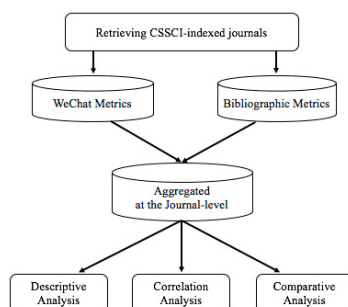 Retrieving CSSCI-indexed journals
WeChat Metrics
Bibliographic Metrics
Aggregated
at the Journal-level
Descriptive
Analysis
Correlation
Analysis
Comparative
Analysis